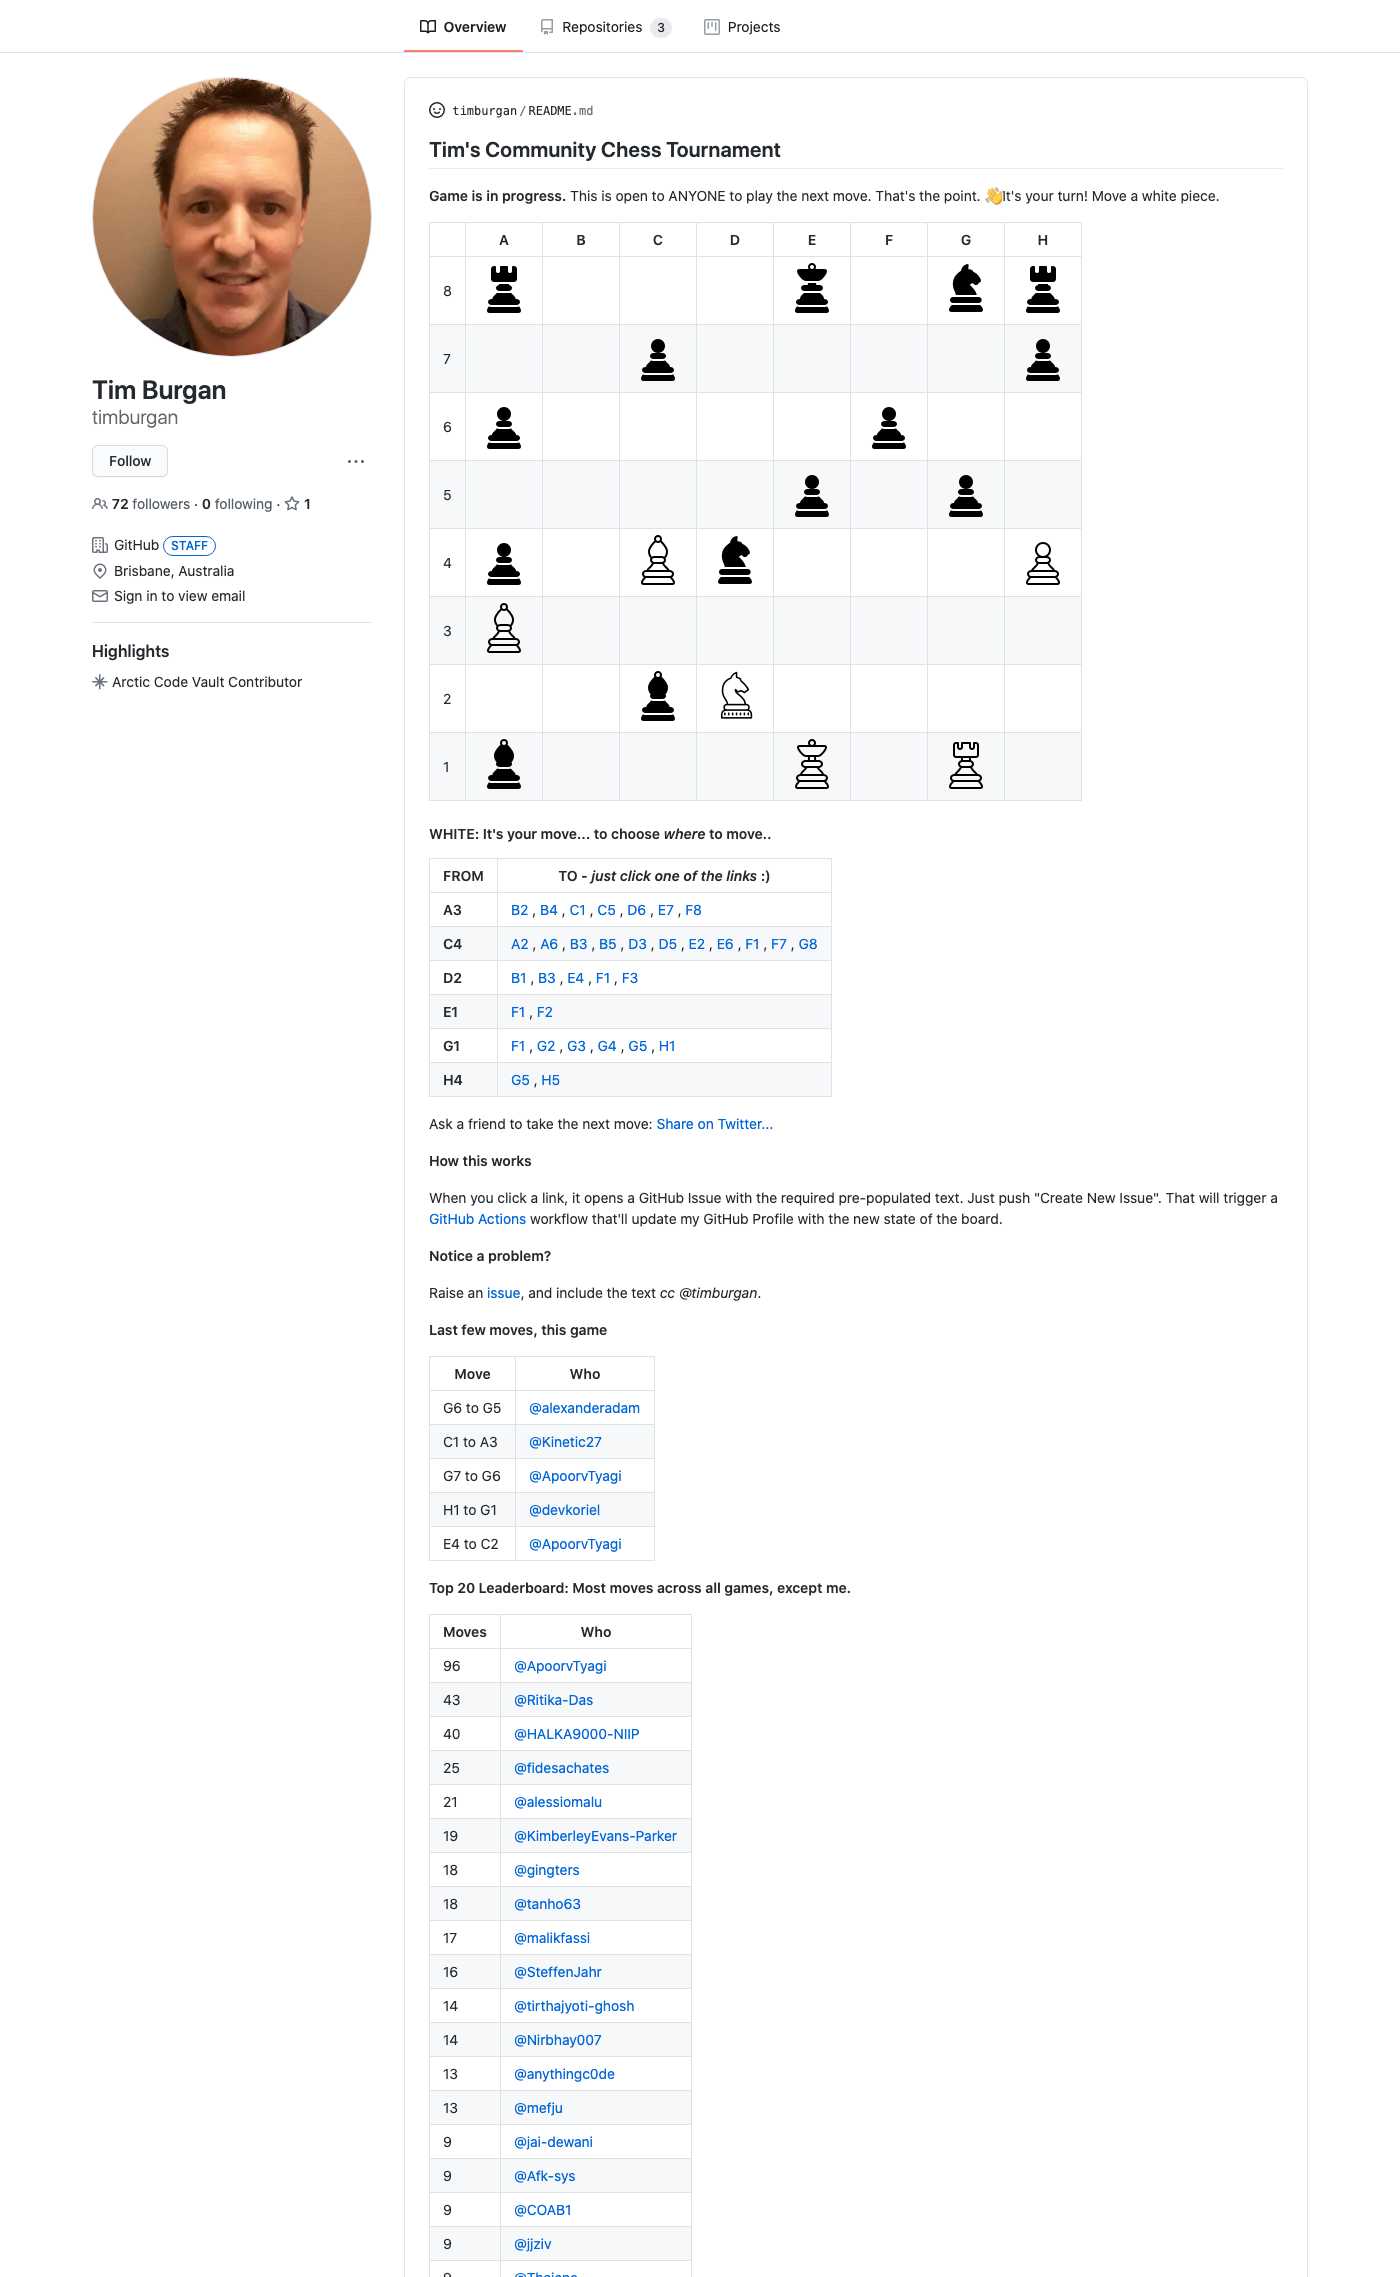 Overview Repositories 3 Projects
timburgan/README.md
Tim's Community Chess Tournament
Game is in progress. This is open to ANYONE to play the next move. That's the point. 👋It's your turn! Move a white piece.
A B C D E F G H
8
7
6
5
4
3
2
1
Tim Burgan
timburgan
Follow ...
72 followers · 0 following · 1
GitHub STAFF
Brisbane, Australia
Sign in to view email
Highlights
Arctic Code Vault Contributor
WHITE: It's your move... to choose where to move..
FROM TO - just click one of the links :)
A3 B2 , B4 , C1 , C5 , D6 , E7 , F8
C4 A2 , A6 , B3 , B5 , D3 , D5 , E2 , E6 , F1 , F7 , G8
D2 B1 , B3 , E4 , F1 , F3
E1 F1 , F2
G1 F1 , G2 , G3 , G4 , G5 , H1
H4 G5 , H5
Ask a friend to take the next move: Share on Twitter...
How this works
When you click a link, it opens a GitHub Issue with the required pre-populated text. Just push "Create New Issue". That will trigger a
GitHub Actions workflow that'll update my GitHub Profile with the new state of the board.
Notice a problem?
Raise an issue, and include the text cc @timburgan.
Last few moves, this game
Move Who
G6 to G5 @alexanderadam
C1 to A3 @Kinetic27
G7 to G6 @ApoorvTyagi
H1 to G1 @devkoriel
E4 to C2 @ApoorvTyagi
Top 20 Leaderboard: Most moves across all games, except me.
Moves Who
96 @ApoorvTyagi
43 @Ritika-Das
40 @HALKA9000-NIIP
25 @fidesachates
21 @alessiomalu
19 @KimberleyEvans-Parker
18 @gingters
18 @tanho63
17 @malikfassi
16 @SteffenJahr
14 @tirthajyoti-ghosh
14 @Nirbhay007
13 @anythingc0de
13 @mefju
9 @jai-dewani
9 @Afk-sys
9 @COAB1
9 @jjziv